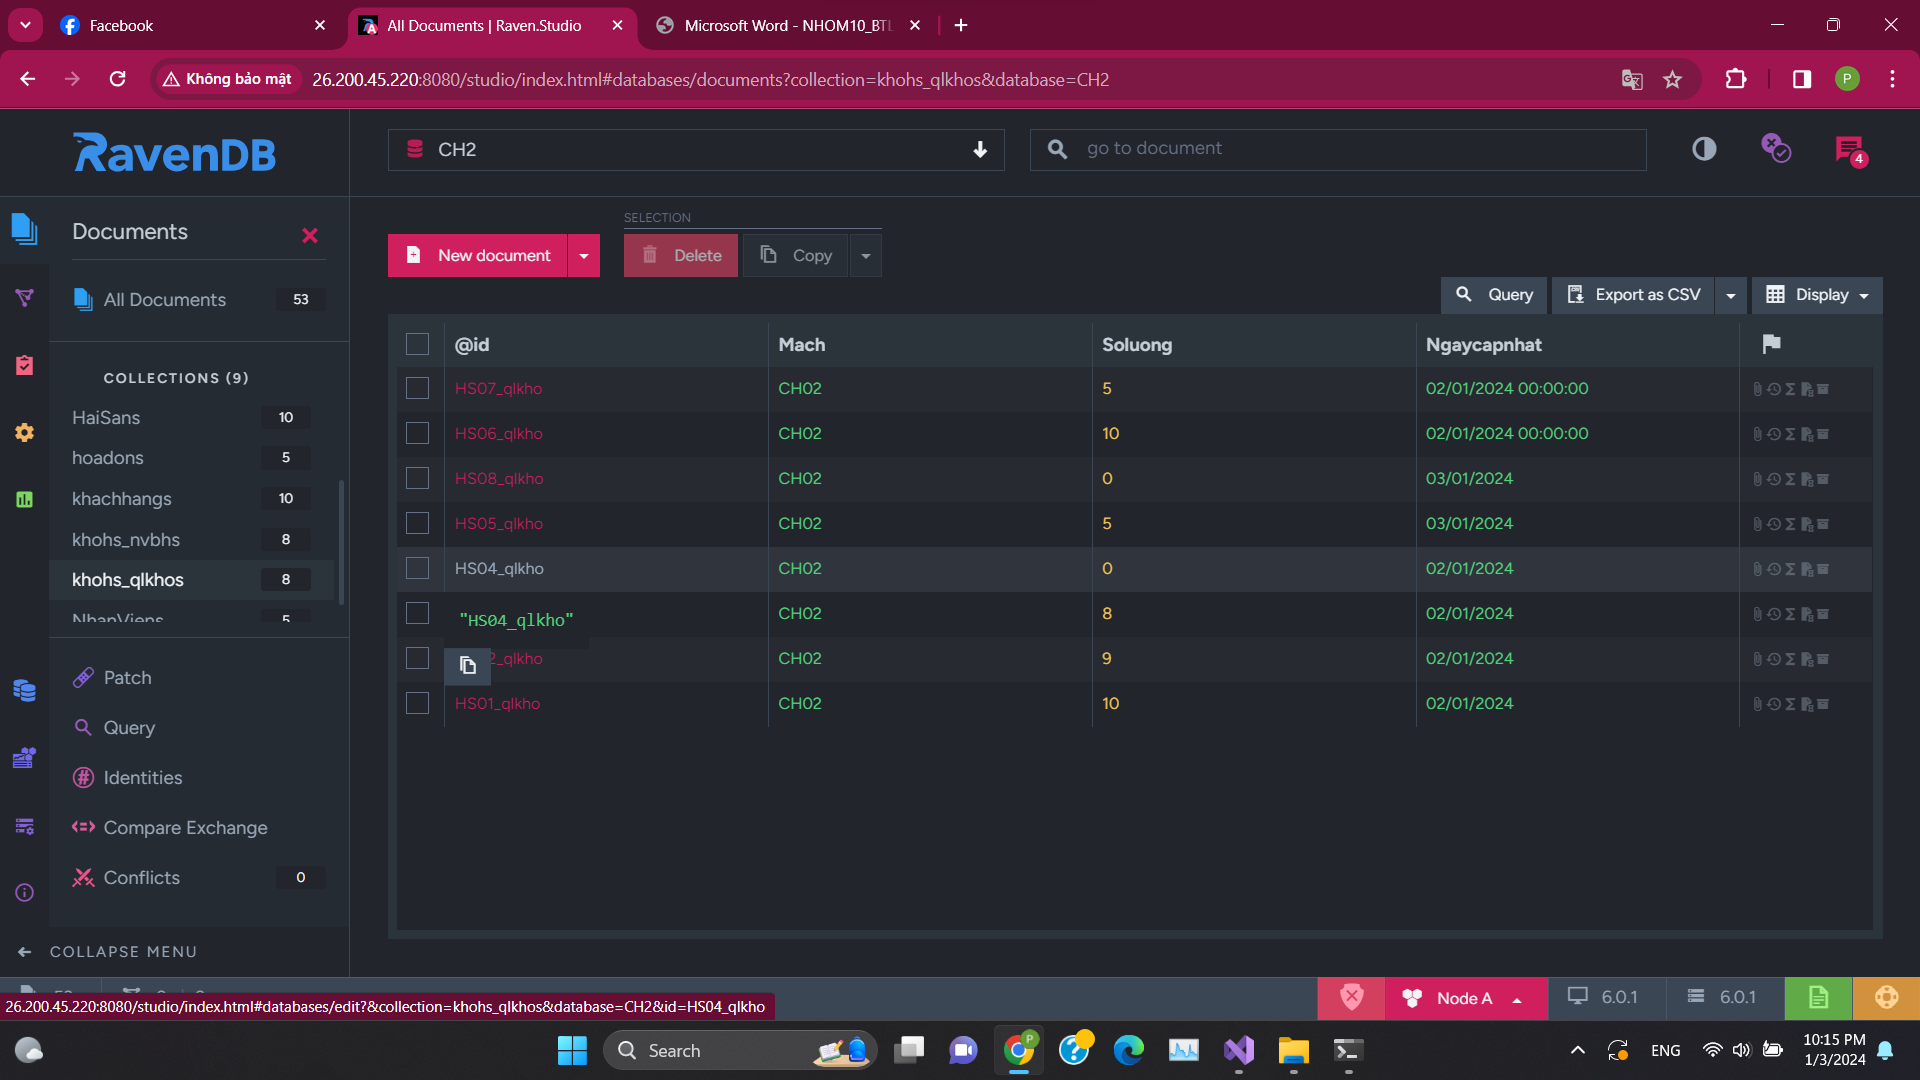 Facebook
All Documents | Raven.Studio
Microsoft Word - NHOM10_BTL
Không bảo mật
26.200.45.220:8080/studio/index.html#databases/documents?collection=khohs_qlkhos&database=CH2
P
RavenDB
CH2
go to document
4
Documents
All Documents 53
COLLECTIONS (9)
HaiSans 10
hoadons 5
khachhangs 10
khohs_nvbhs 8
khohs_qlkhos 8
NhanViens 5
Patch
Query
Identities
Compare Exchange
Conflicts 0
COLLAPSE MENU
SELECTION
New document
Delete
Copy
Query
Export as CSV
Display
@id Mach Soluong Ngaycapnhat
HS07_qlkho CH02 5 02/01/2024 00:00:00
HS06_qlkho CH02 10 02/01/2024 00:00:00
HS08_qlkho CH02 0 03/01/2024
HS05_qlkho CH02 5 03/01/2024
HS04_qlkho CH02 0 02/01/2024
"HS04_qlkho" CH02 8 02/01/2024
2_qlkho CH02 9 02/01/2024
HS01_qlkho CH02 10 02/01/2024
26.200.45.220:8080/studio/index.html#databases/edit?&collection=khohs_qlkhos&database=CH2&id=HS04_qlkho
Node A
6.0.1
6.0.1
Search
P
ENG
10:15 PM
1/3/2024